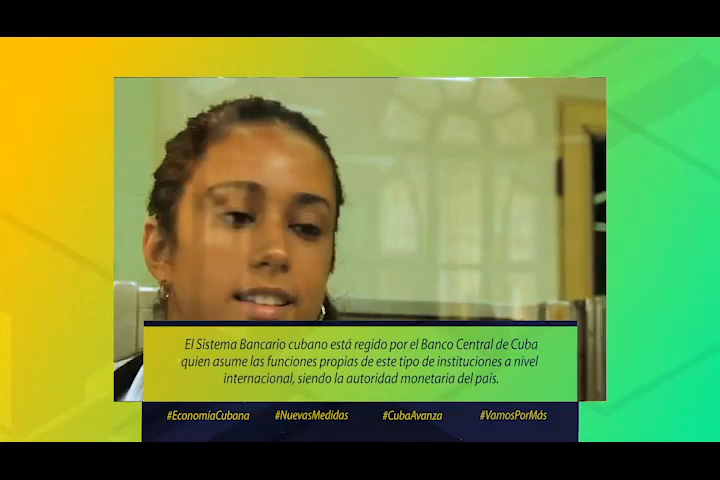 El Sistema Bancario cubano está regido por el Banco Central de Cuba
quien asume las funciones propias de este tipo de instituciones a nivel
internacional, siendo la autoridad monetaria del país.
#EconomíaCubana #NuevasMedidas #CubaAvanza #VamosPorMás